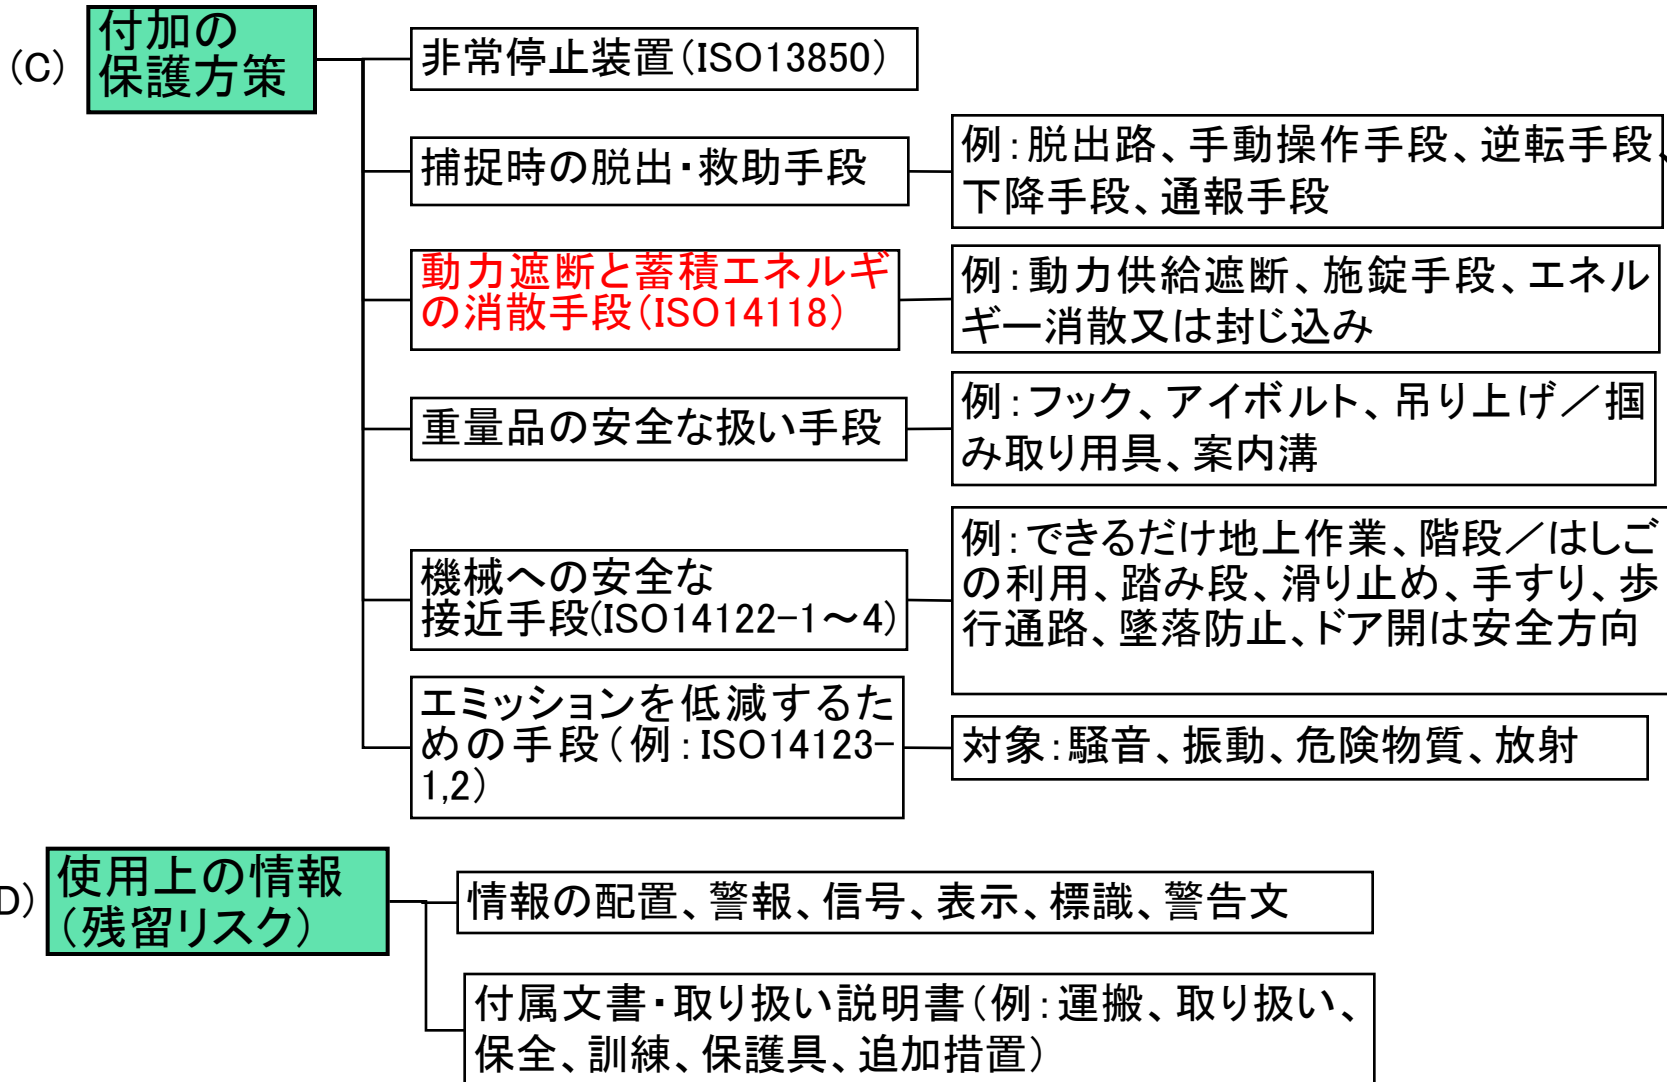 (C)
付加の
保護方策
非常停止装置(ISO13850)
捕捉時の脱出・救助手段
例：脱出路、手動操作手段、逆転手段、
下降手段、通報手段
動力遮断と蓄積エネルギ
の消散手段(ISO14118)
例：動力供給遮断、施錠手段、エネル
ギー消散又は封じ込み
重量品の安全な扱い手段
例：フック、アイボルト、吊り上げ／掴
み取り用具、案内溝
機械への安全な
接近手段(ISO14122-1～4)
例：できるだけ地上作業、階段／はしご
の利用、踏み段、滑り止め、手すり、歩
行通路、墜落防止、ドア開は安全方向
エミッションを低減するた
めの手段(例：ISO14123-
1,2)
対象：騒音、振動、危険物質、放射
D)
使用上の情報
(残留リスク)
情報の配置、警報、信号、表示、標識、警告文
付属文書・取り扱い説明書(例：運搬、取り扱い、
保全、訓練、保護具、追加措置)